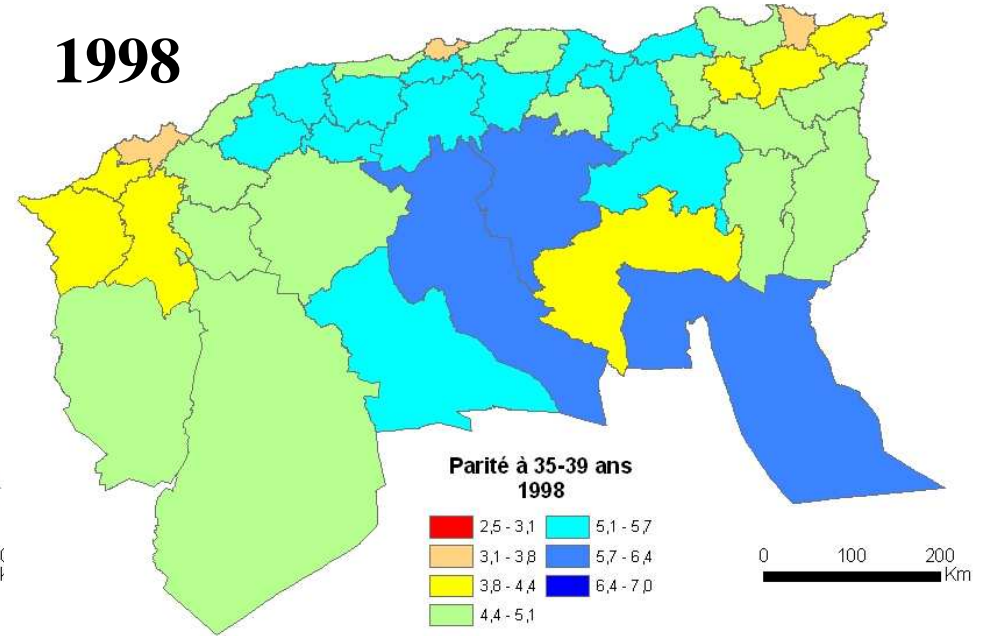 1998
Parité à 35-39 ans
1998
2,5 - 3,1
3,1 - 3,8
3,8 - 4,4
4,4 - 5,1
5,1 - 5,7
5,7 - 6,4
6,4 - 7,0
0 100 200
Km